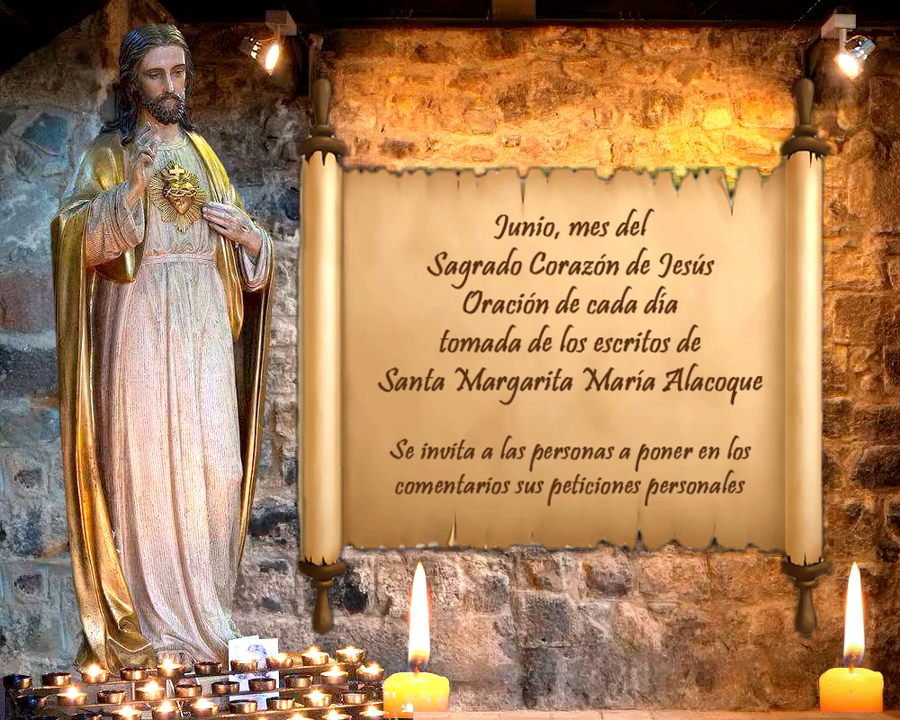 Junio, mes del
Sagrado Corazón de Jesús
Oración de cada día
tomada de los escritos de
Santa Margarita María Alacoque
Se invita a las personas a poner en los
comentarios sus peticiones personales